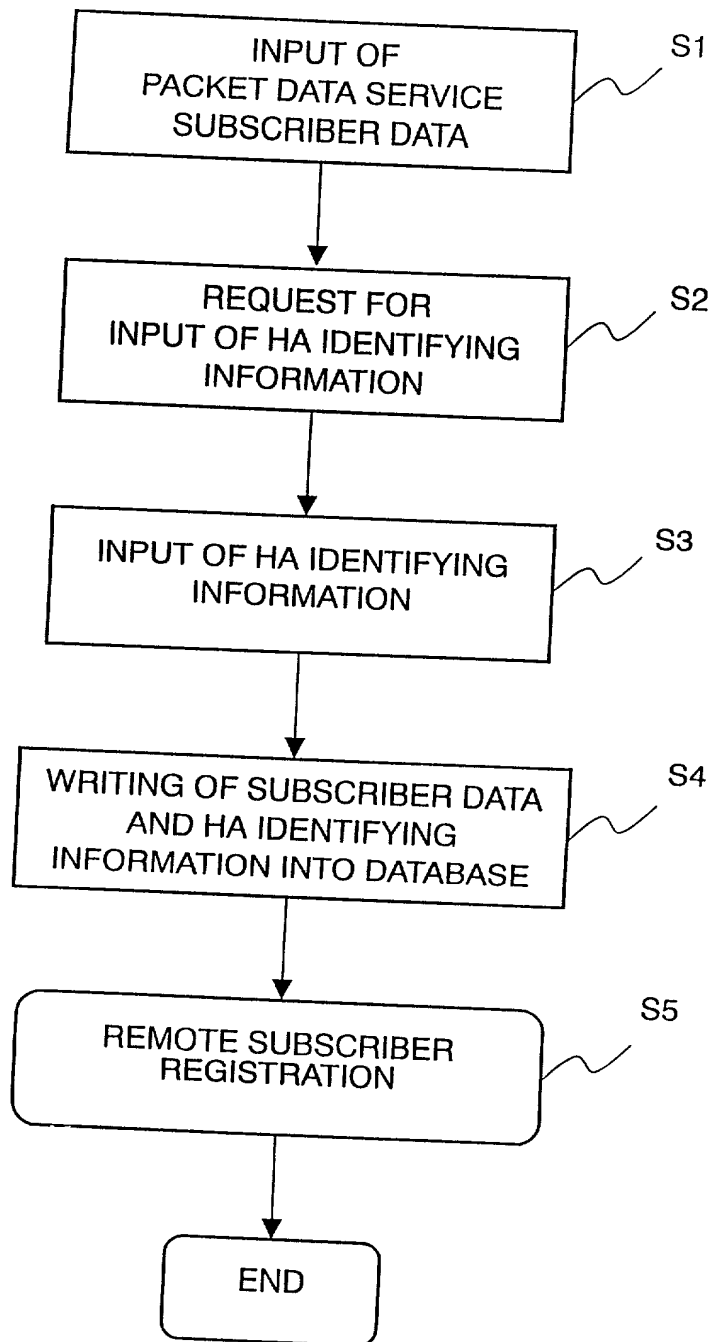 INPUT OF
PACKET DATA SERVICE
SUBSCRIBER DATA
S1
REQUEST FOR
INPUT OF HA IDENTIFYING
INFORMATION
S2
INPUT OF HA IDENTIFYING
INFORMATION
S3
WRITING OF SUBSCRIBER DATA
AND HA IDENTIFYING
INFORMATION INTO DATABASE
S4
REMOTE SUBSCRIBER
REGISTRATION
S5
END